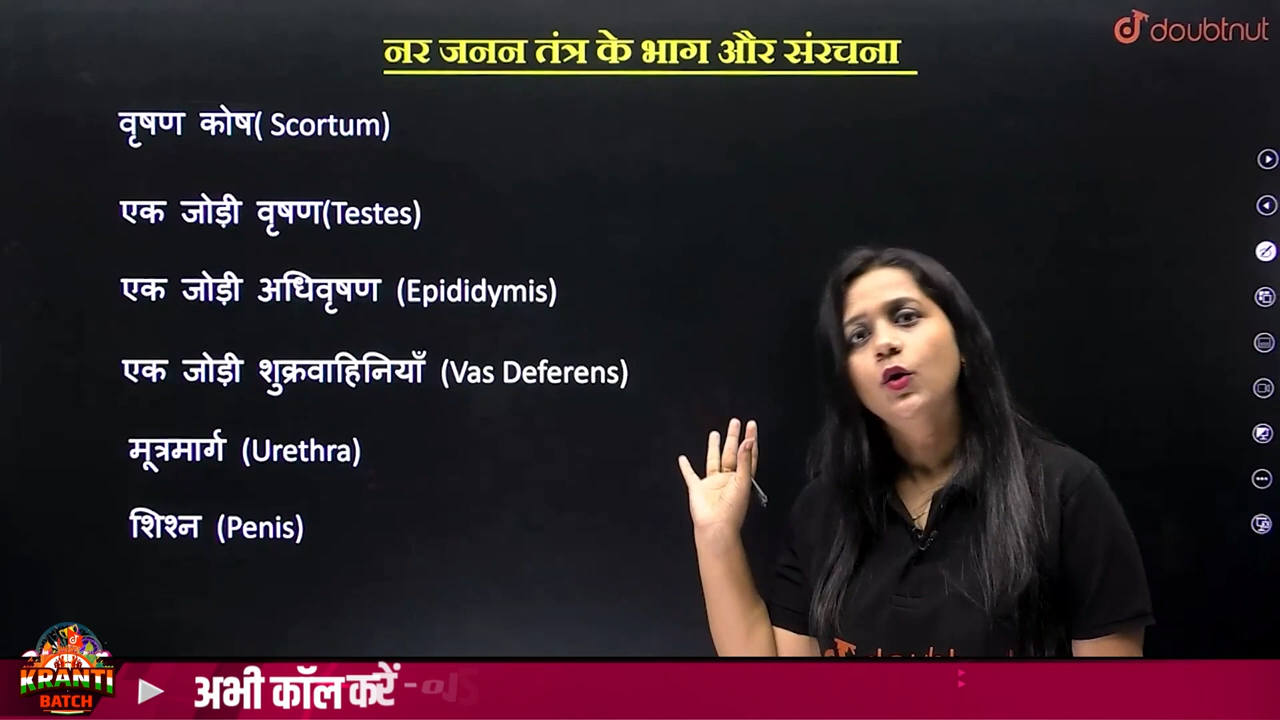 नर जनन तंत्र के भाग और संरचना
doubtnut
वृषण कोष( Scortum)
एक जोड़ी वृषण(Testes)
एक जोड़ी अधिवृषण (Epididymis)
एक जोड़ी शुक्रवाहिनियाँ (Vas Deferens)
मूत्रमार्ग (Urethra)
शिश्न (Penis)
doubtnut
KRANTI
BATCH
अभी कॉल करें